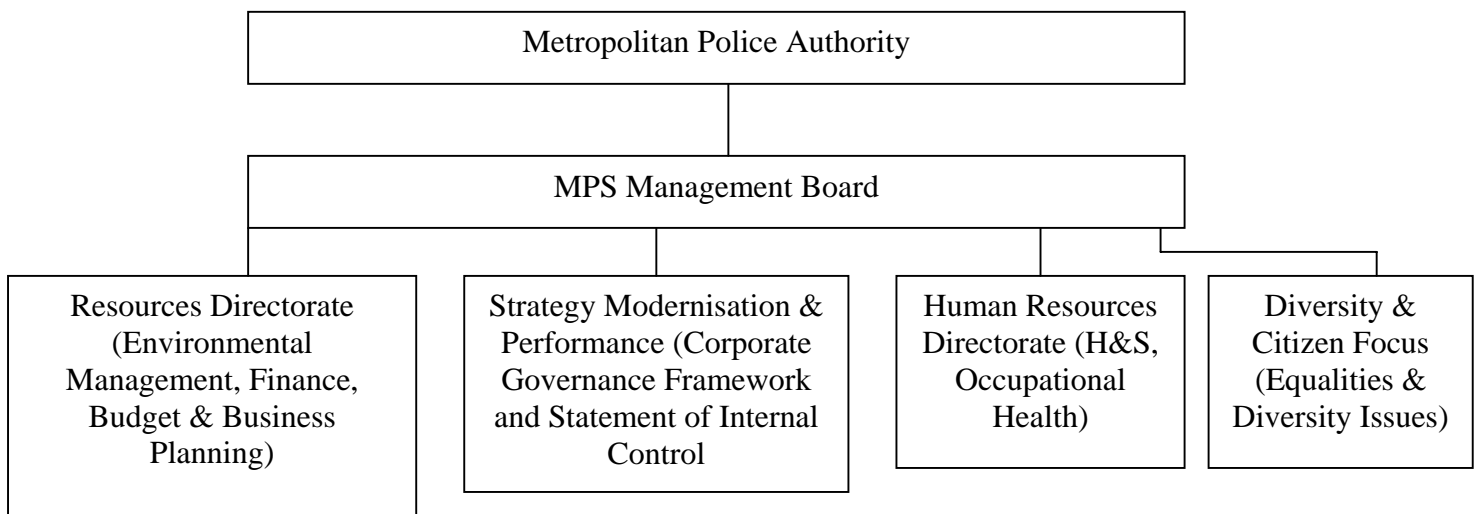 Metropolitan Police Authority
MPS Management Board
Resources Directorate
(Environmental
Management, Finance,
Budget & Business
Planning)
Strategy Modernisation &
Performance (Corporate
Governance Framework
and Statement of Internal
Control
Human Resources
Directorate (H&S,
Occupational
Health)
Diversity &
Citizen Focus
(Equalities &
Diversity Issues)